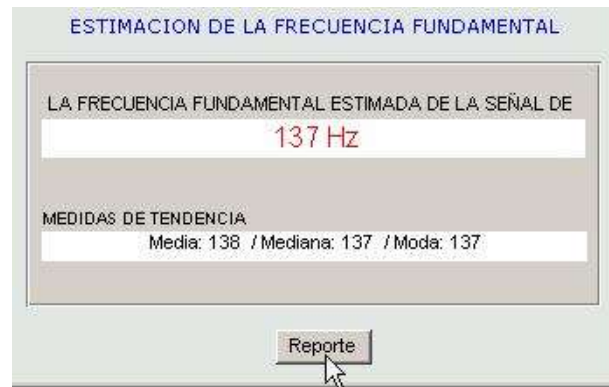 ESTIMACION DE LA FRECUENCIA FUNDAMENTAL
LA FRECUENCIA FUNDAMENTAL ESTIMADA DE LA SEÑAL DE
137 Hz
MEDIDAS DE TENDENCIA
Media: 138 / Mediana: 137 / Moda: 137
Reporte